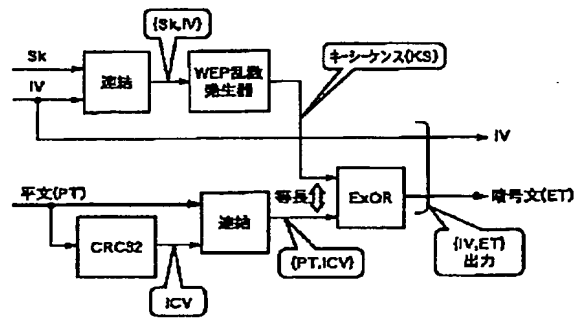 {Sk,IV}
Sk
IV
連結
WEP乱数
発生器
キーシーケンス(KS)
IV
平文(PT)
CRC32
連結
等長
ExOR
暗号文(ET)
ICV
{PT,ICV}
{IV,ET}
出力